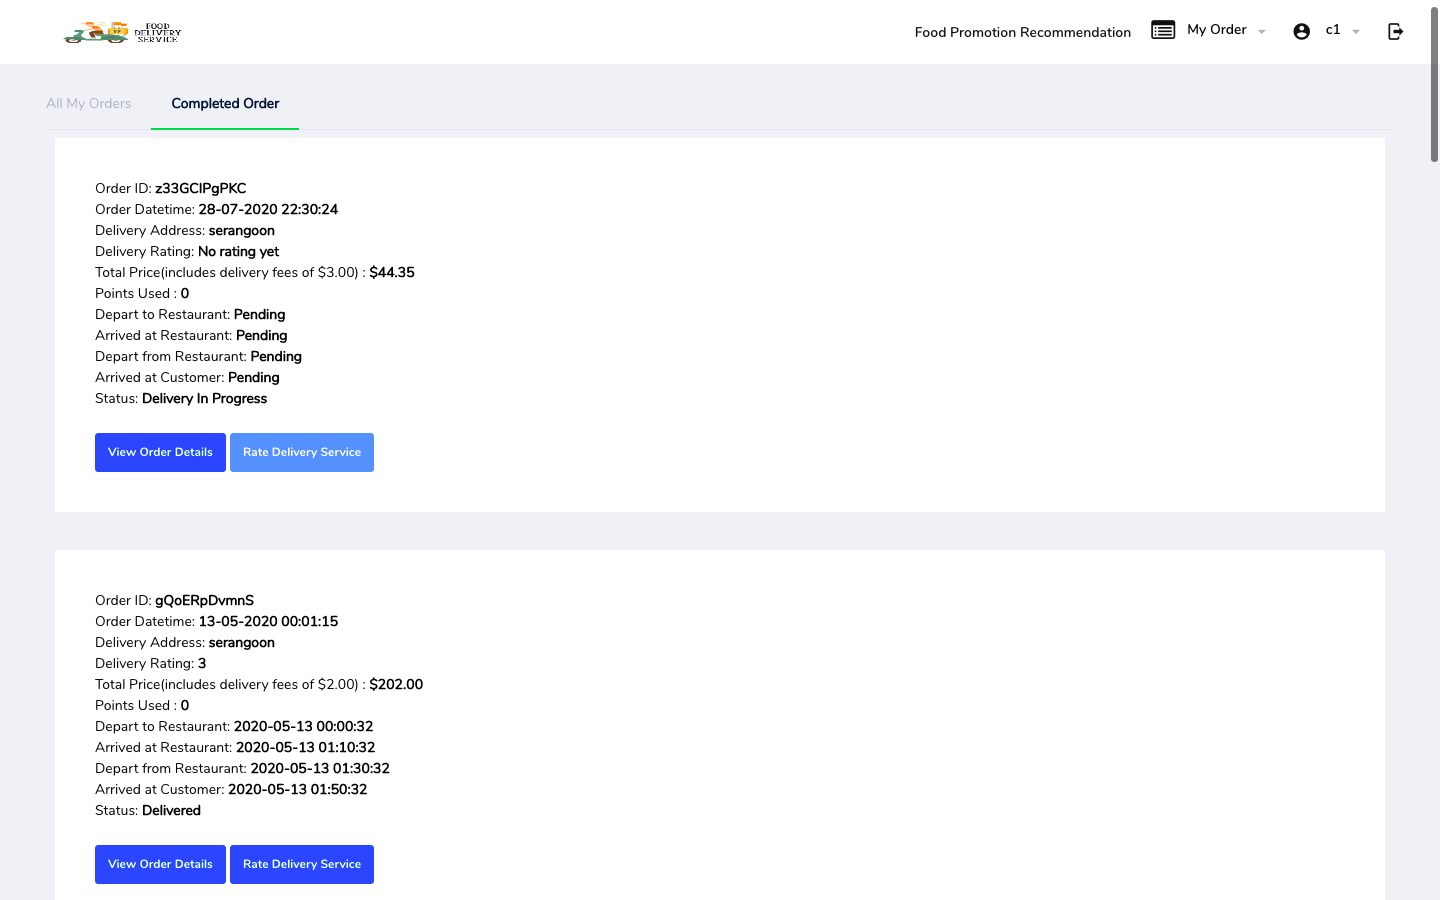 FOOD
DELIVERY
SERVICE
Food Promotion Recommendation
My Order
c1
All My Orders
Completed Order
Order ID: z33GCIPgPKC
Order Datetime: 28-07-2020 22:30:24
Delivery Address: serangoon
Delivery Rating: No rating yet
Total Price(includes delivery fees of $3.00) : $44.35
Points Used : 0
Depart to Restaurant: Pending
Arrived at Restaurant: Pending
Depart from Restaurant: Pending
Arrived at Customer: Pending
Status: Delivery In Progress
View Order Details
Rate Delivery Service
Order ID: gQoERpDvmnS
Order Datetime: 13-05-2020 00:01:15
Delivery Address: serangoon
Delivery Rating: 3
Total Price(includes delivery fees of $2.00) : $202.00
Points Used : 0
Depart to Restaurant: 2020-05-13 00:00:32
Arrived at Restaurant: 2020-05-13 01:10:32
Depart from Restaurant: 2020-05-13 01:30:32
Arrived at Customer: 2020-05-13 01:50:32
Status: Delivered
View Order Details
Rate Delivery Service